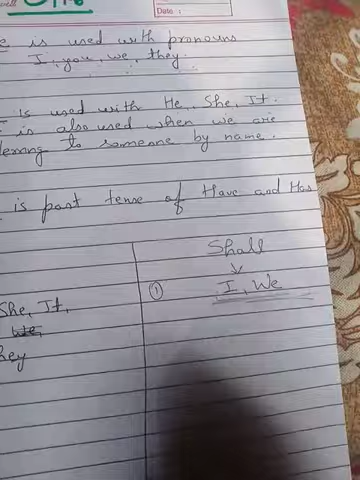 Date :
is used with pronouns
I, you, we, they.
is used with He, She, It.
is also used when we are
to someone by name.
is past tense of Have and Has
Shall
① I, We
She, It,
We,